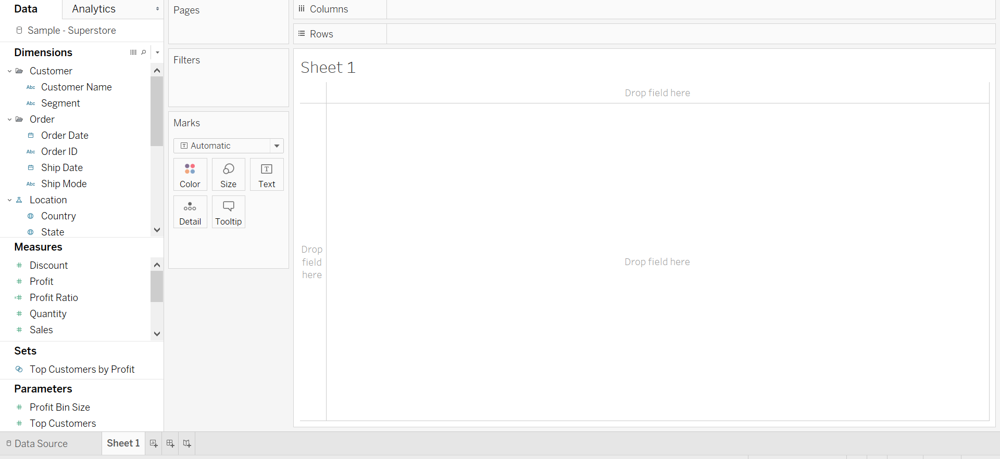 Data
Analytics
Sample - Superstore
Dimensions
Customer
Abc Customer Name
Abc Segment
Order
Order Date
Abc Order ID
Ship Date
Abc Ship Mode
Location
Country
State
Measures
# Discount
# Profit
=# Profit Ratio
# Quantity
# Sales
Sets
Top Customers by Profit
Parameters
# Profit Bin Size
# Top Customers
Pages
Filters
Marks
T Automatic
Color
Size
T Text
Detail
Tooltip
Columns
Rows
Sheet 1
Drop field here
Drop
field
here
Drop field here
Data Source
Sheet 1